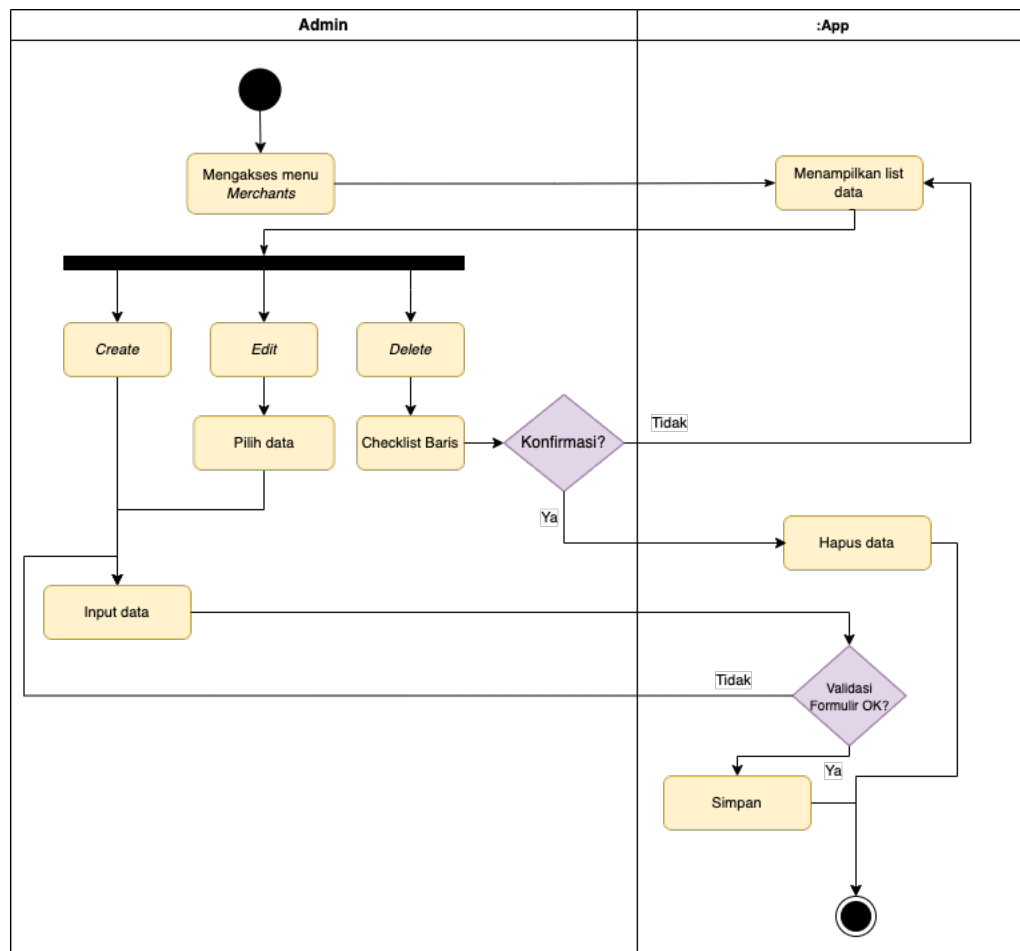 Admin
:App
Mengakses menu
Merchants
Menampilkan list
data
Create
Edit
Delete
Pilih data
Checklist Baris
Konfirmasi?
Tidak
Ya
Hapus data
Input data
Tidak
Validasi
Formulir OK?
Ya
Simpan